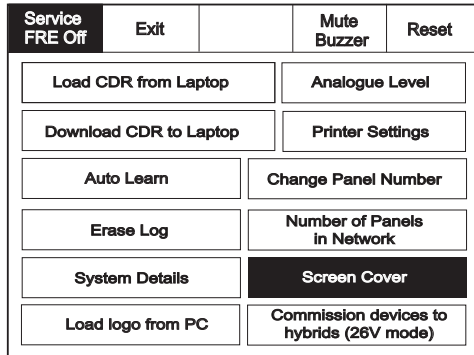 Service
FRE Off
Exit
Mute
Buzzer
Reset
Load CDR from Laptop
Analogue Level
Download CDR to Laptop
Printer Settings
Auto Learn
Change Panel Number
Erase Log
Number of Panels
in Network
System Details
Screen Cover
Load logo from PC
Commission devices to
hybrids (26V mode)